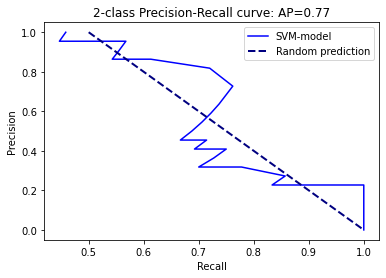 2-class Precision-Recall curve: AP=0.77
SVM-model
Random prediction
Precision
1.0
0.8
0.6
0.4
0.2
0.0
0.5 0.6 0.7 0.8 0.9 1.0
Recall